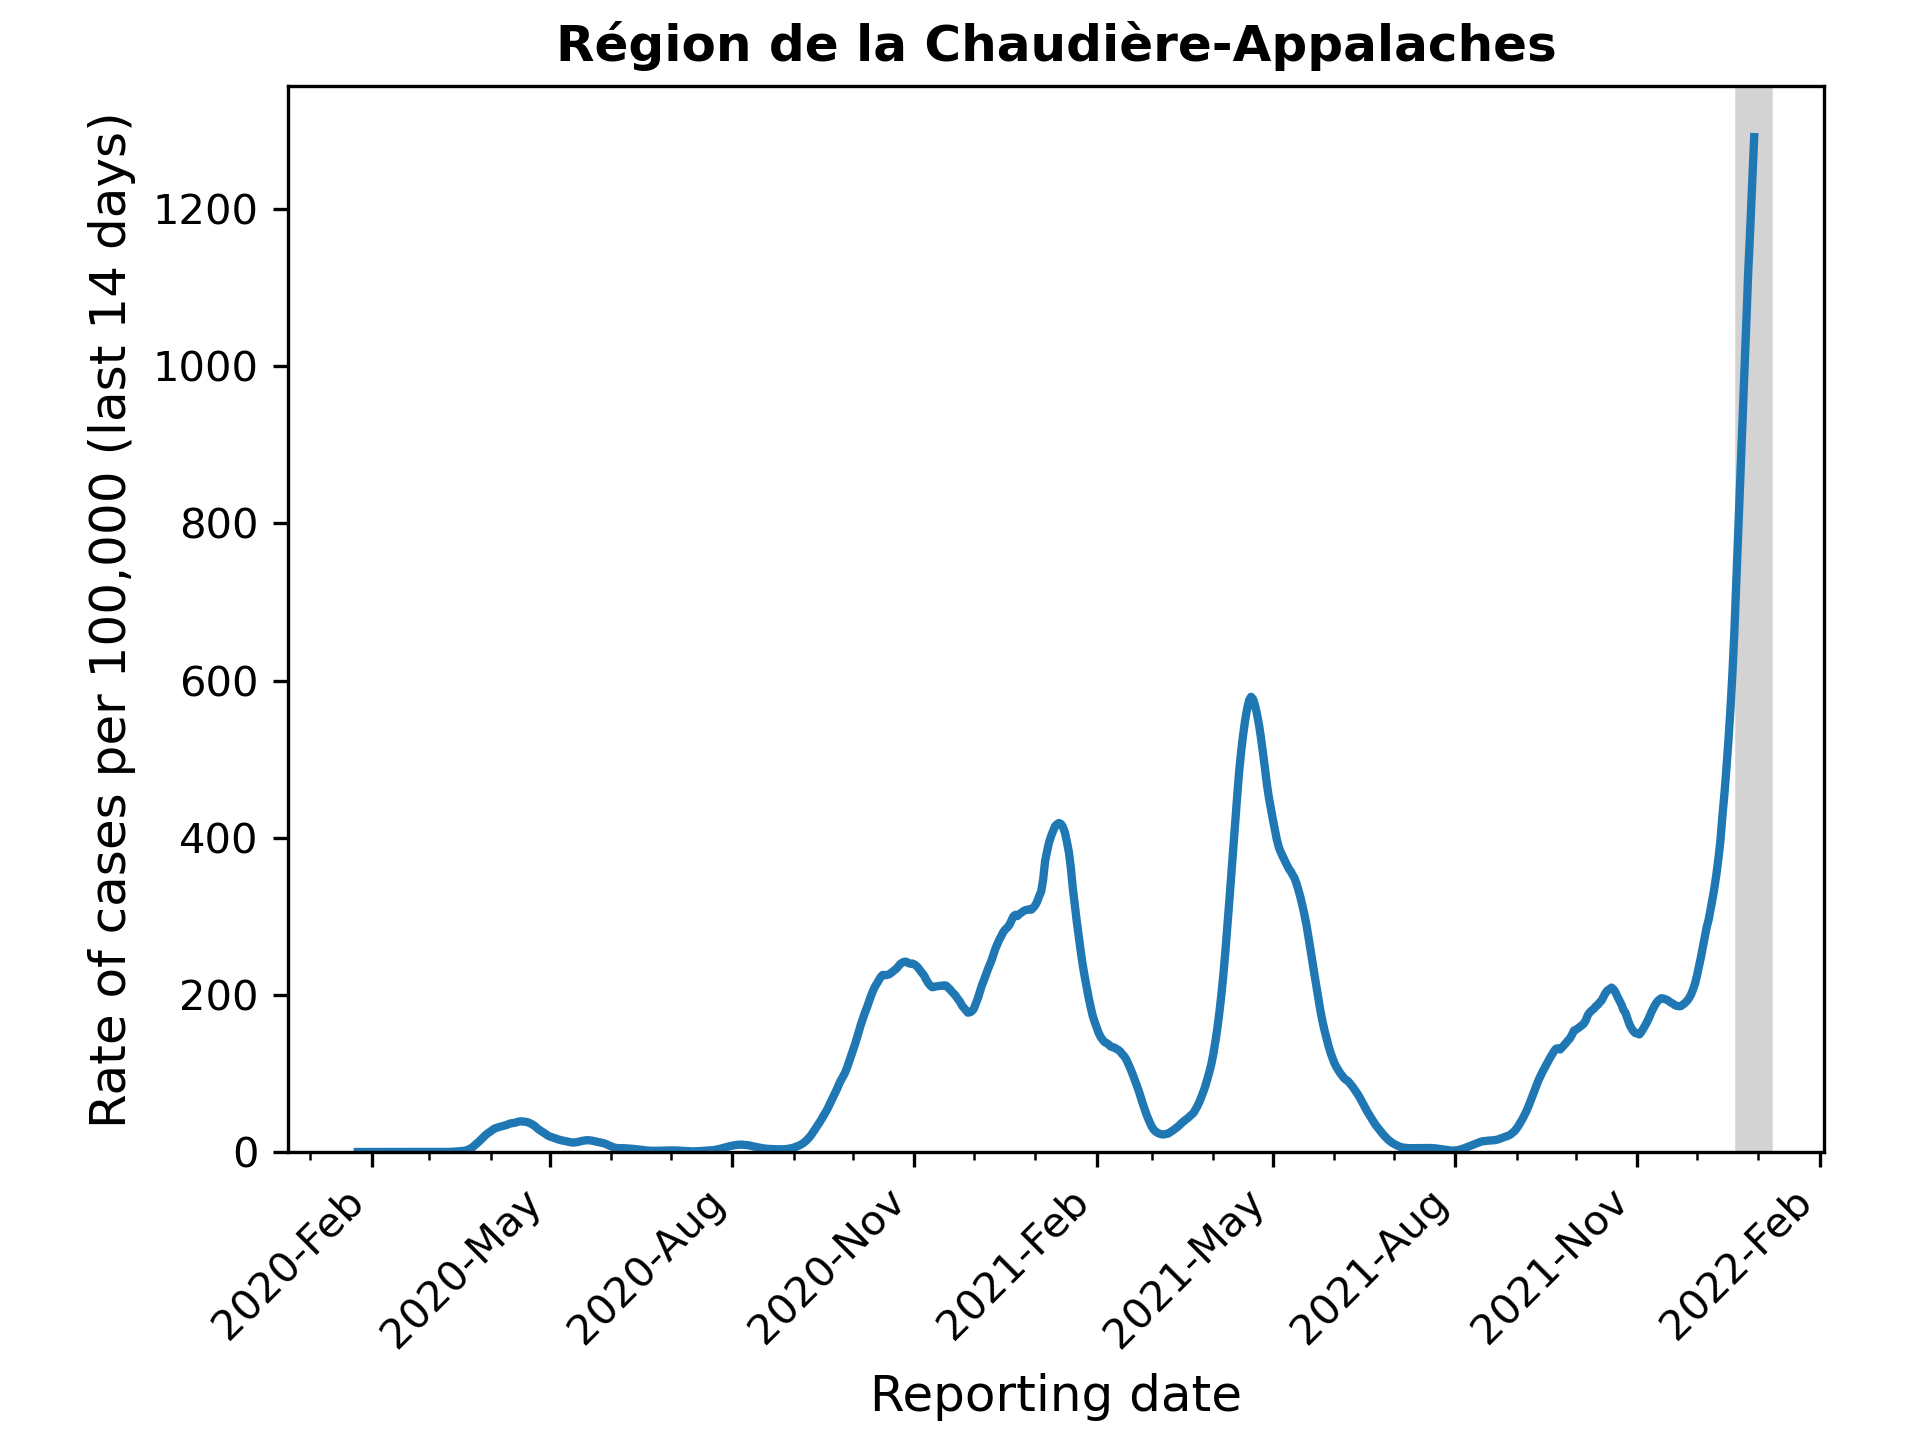 Région de la Chaudière-Appalaches
Rate of cases per 100,000 (last 14 days)
1200
1000
800
600
400
200
0
2020-Feb
2020-May
2020-Aug
2020-Nov
2021-Feb
2021-May
2021-Aug
2021-Nov
2022-Feb
Reporting date